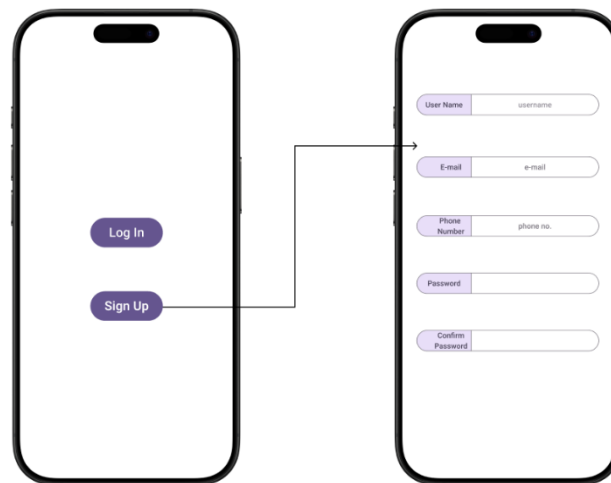 Log In
Sign Up
User Name
username
E-mail
e-mail
Phone
Number
phone no.
Password
Confirm
Password